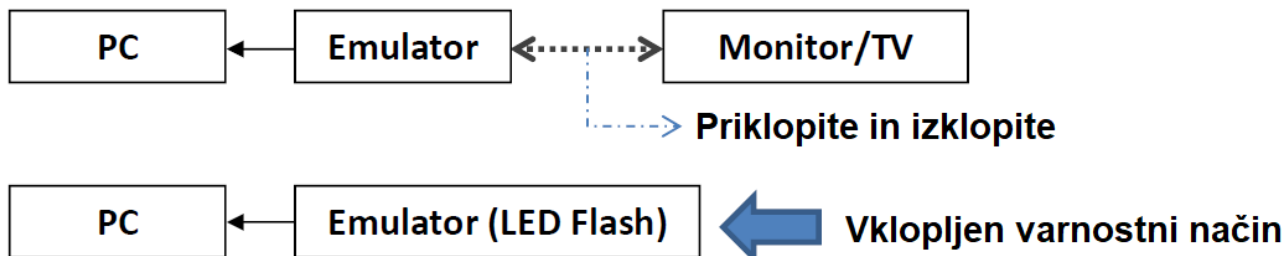 PC
Emulator
Monitor/TV
Priklopite in izklopite
PC
Emulator (LED Flash)
Vklopljen varnostni način